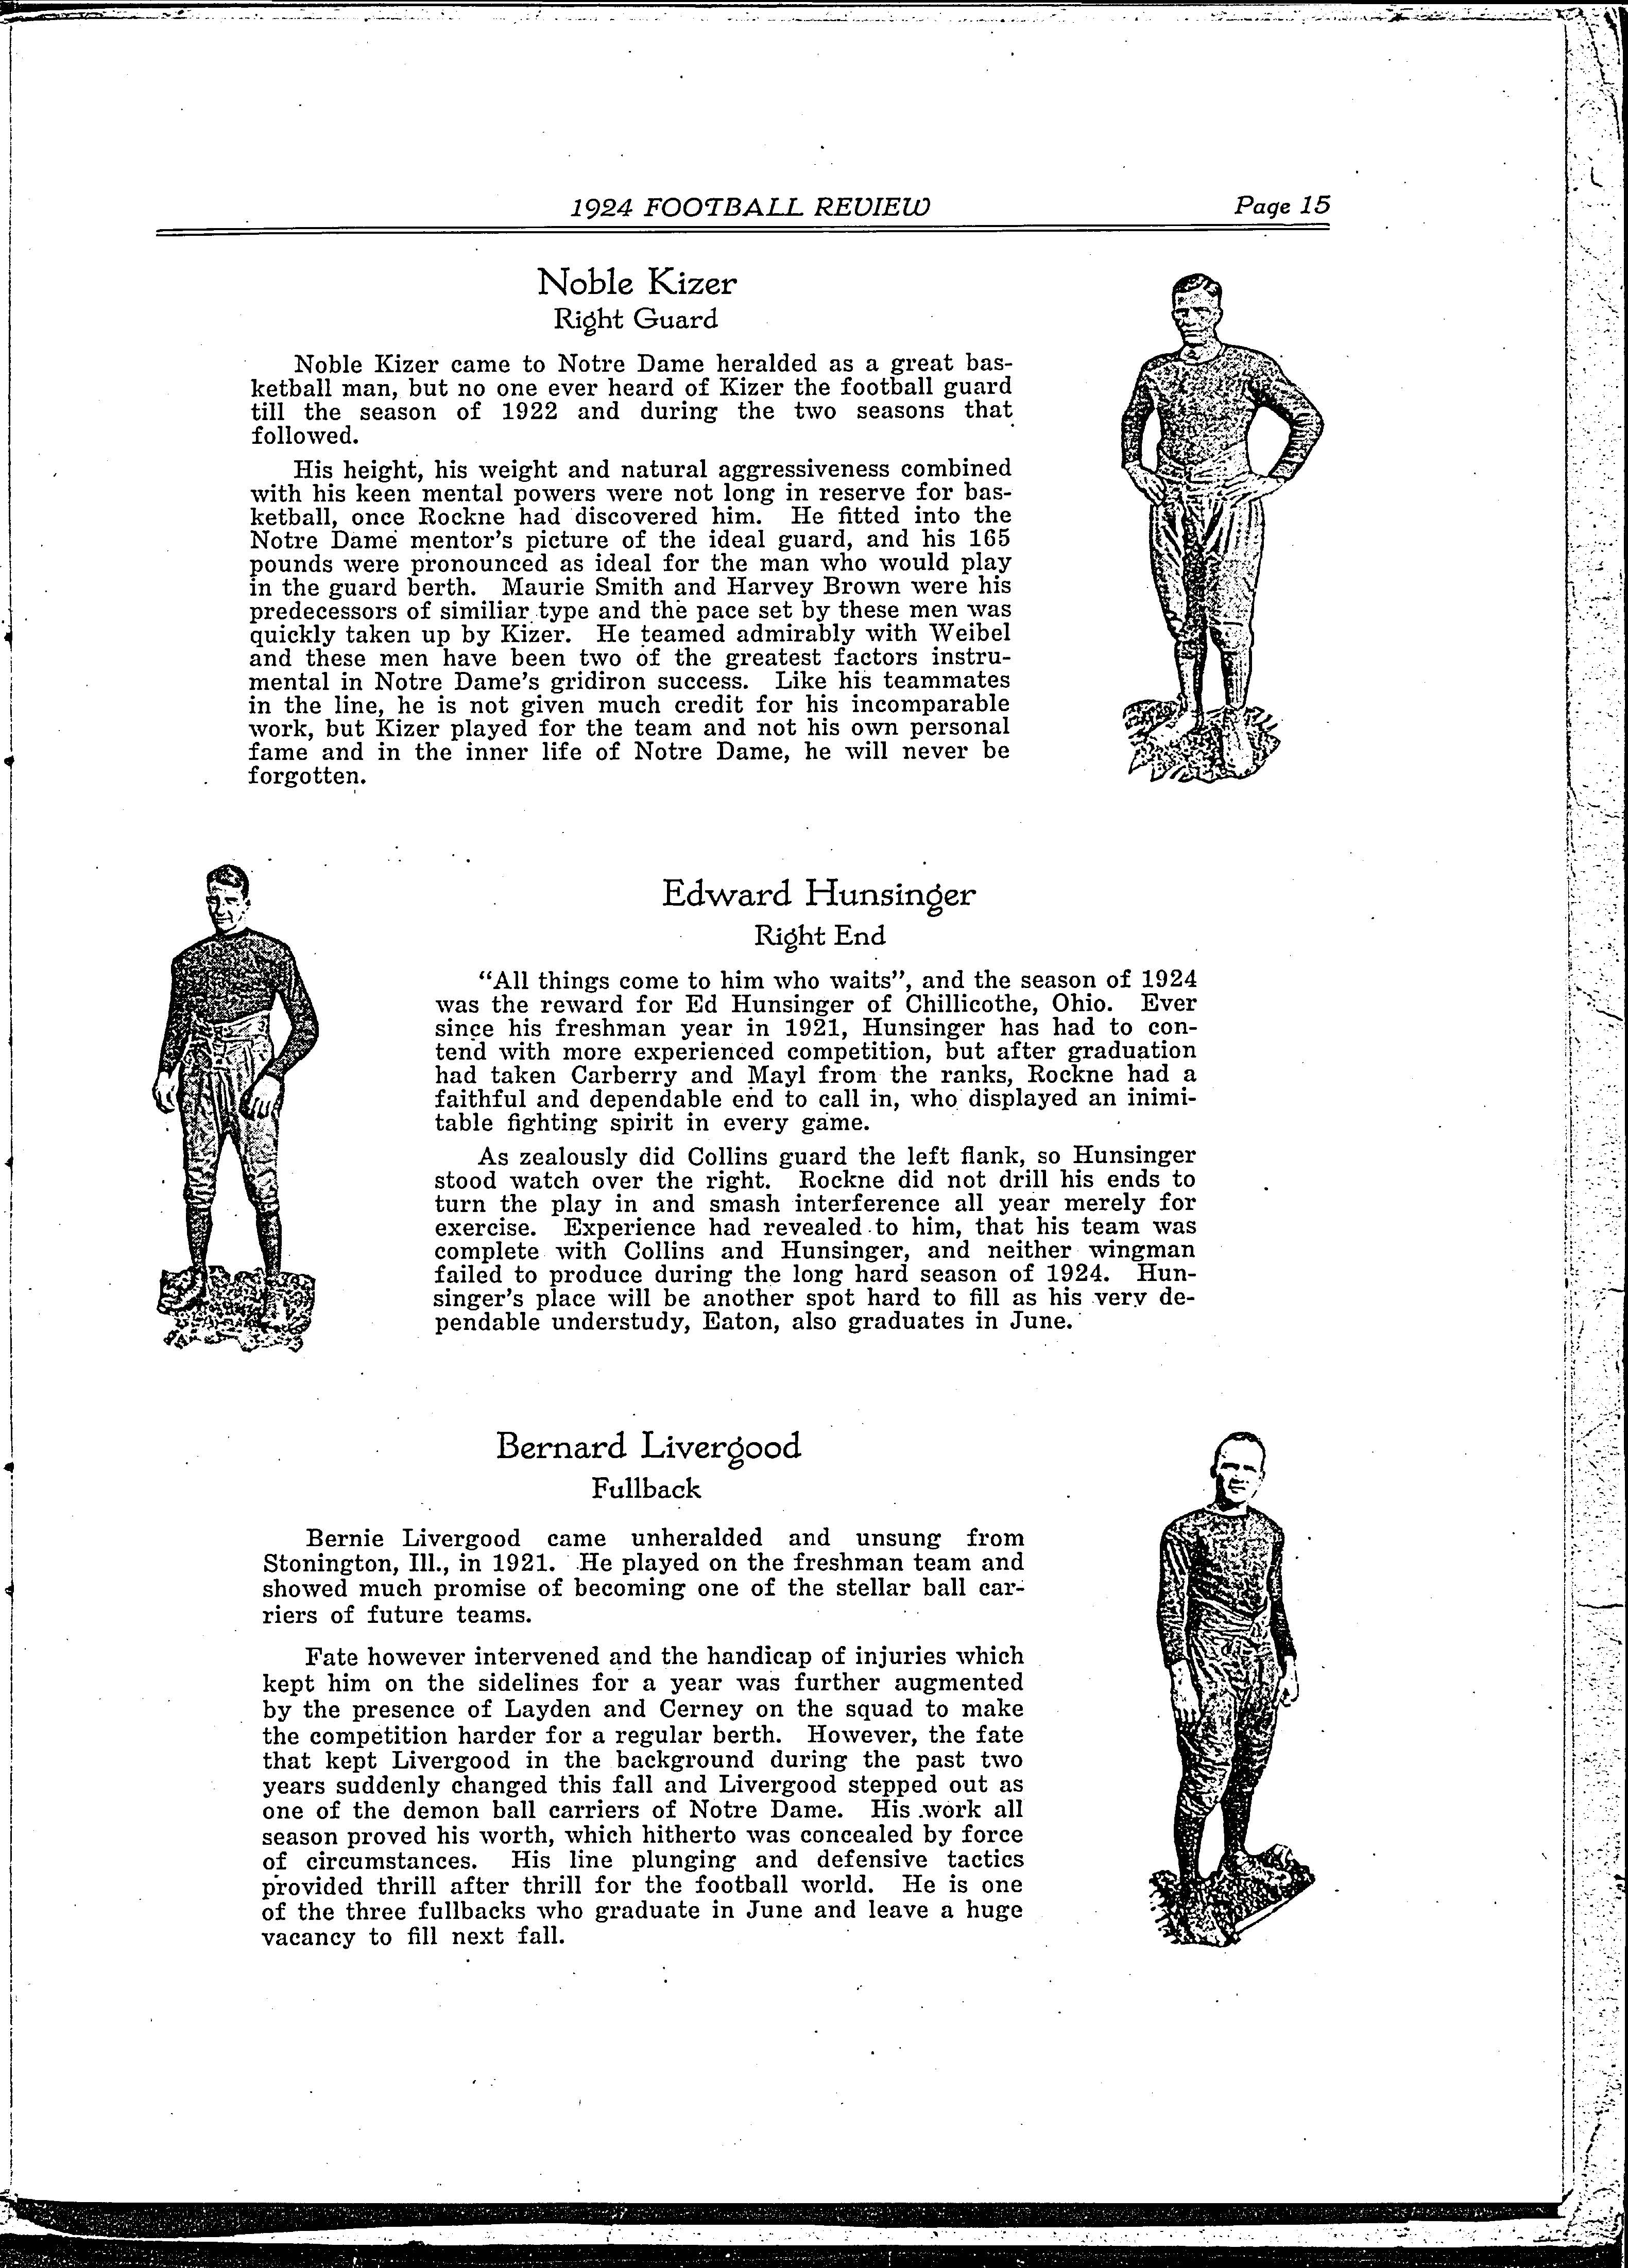 1924 FOOTBALL REVIEW Page 15
Noble Kizer
Right Guard
Noble Kizer came to Notre Dame heralded as a great bas-
ketball man, but no one ever heard of Kizer the football guard
till the season of 1922 and during the two seasons that
followed.
His height, his weight and natural aggressiveness combined
with his keen mental powers were not long in reserve for bas-
ketball, once Rockne had discovered him. He fitted into the
Notre Dame mentor's picture of the ideal guard, and his 165
pounds were pronounced as ideal for the man who would play
in the guard berth. Maurie Smith and Harvey Brown were his
predecessors of similiar type and the pace set by these men was
quickly taken up by Kizer. He teamed admirably with Weibel
and these men have been two of the greatest factors instru-
mental in Notre Dame's gridiron success. Like his teammates
in the line, he is not given much credit for his incomparable
work, but Kizer played for the team and not his own personal
fame and in the inner life of Notre Dame, he will never be
forgotten.
Edward Hunsinger
Right End
"All things come to him who waits", and the season of 1924
was the reward for Ed Hunsinger of Chillicothe, Ohio. Ever
since his freshman year in 1921, Hunsinger has had to con-
tend with more experienced competition, but after graduation
had taken Carberry and Mayl from the ranks, Rockne had a
faithful and dependable end to call in, who displayed an inimi-
table fighting spirit in every game.
As zealously did Collins guard the left flank, so Hunsinger
stood watch over the right. Rockne did not drill his ends to
turn the play in and smash interference all year merely for
exercise. Experience had revealed to him, that his team was
complete with Collins and Hunsinger, and neither wingman
failed to produce during the long hard season of 1924. Hun-
singer's place will be another spot hard to fill as his very de-
pendable understudy, Eaton, also graduates in June.
Bernard Livergood
Fullback
Bernie Livergood came unheralded and unsung from
Stonington, Ill., in 1921. He played on the freshman team and
showed much promise of becoming one of the stellar ball car-
riers of future teams.
Fate however intervened and the handicap of injuries which
kept him on the sidelines for a year was further augmented
by the presence of Layden and Cerney on the squad to make
the competition harder for a regular berth. However, the fate
that kept Livergood in the background during the past two
years suddenly changed this fall and Livergood stepped out as
one of the demon ball carriers of Notre Dame. His work all
season proved his worth, which hitherto was concealed by force
of circumstances. His line plunging and defensive tactics
provided thrill after thrill for the football world. He is one
of the three fullbacks who graduate in June and leave a huge
vacancy to fill next fall.